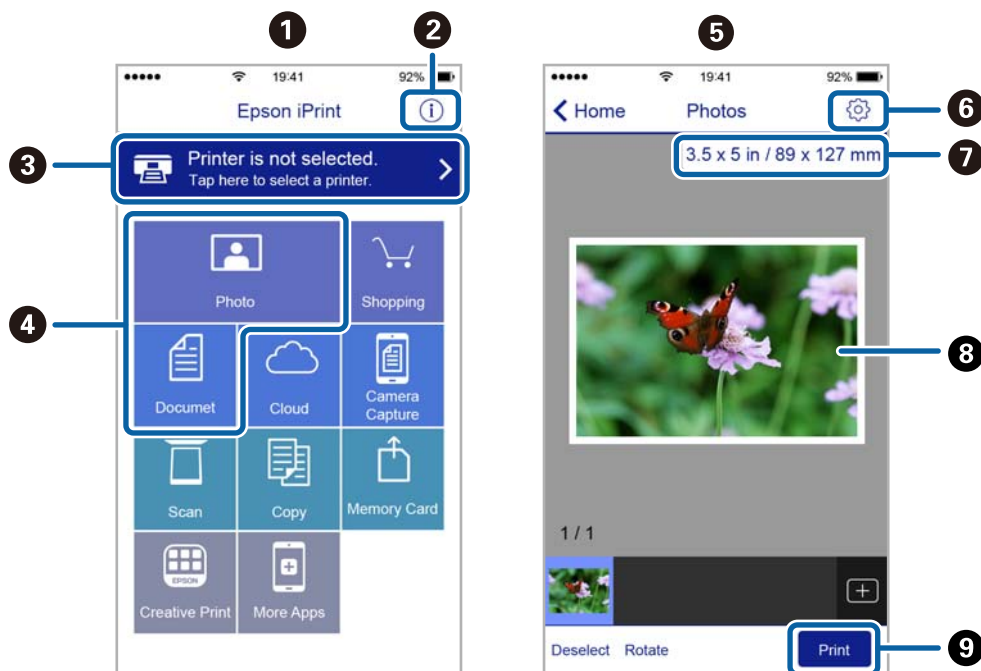 1
2
19:41
92%
Epson iPrint
i
3
Printer is not selected.
Tap here to select a printer.
4
Photo
Shopping
Documet
Cloud
Camera
Capture
Scan
Copy
Memory Card
EPSON
Creative Print
More Apps
5
19:41
92%
Home
Photos
6
3.5 x 5 in / 89 x 127 mm
7
8
1 / 1
Deselect
Rotate
Print
9